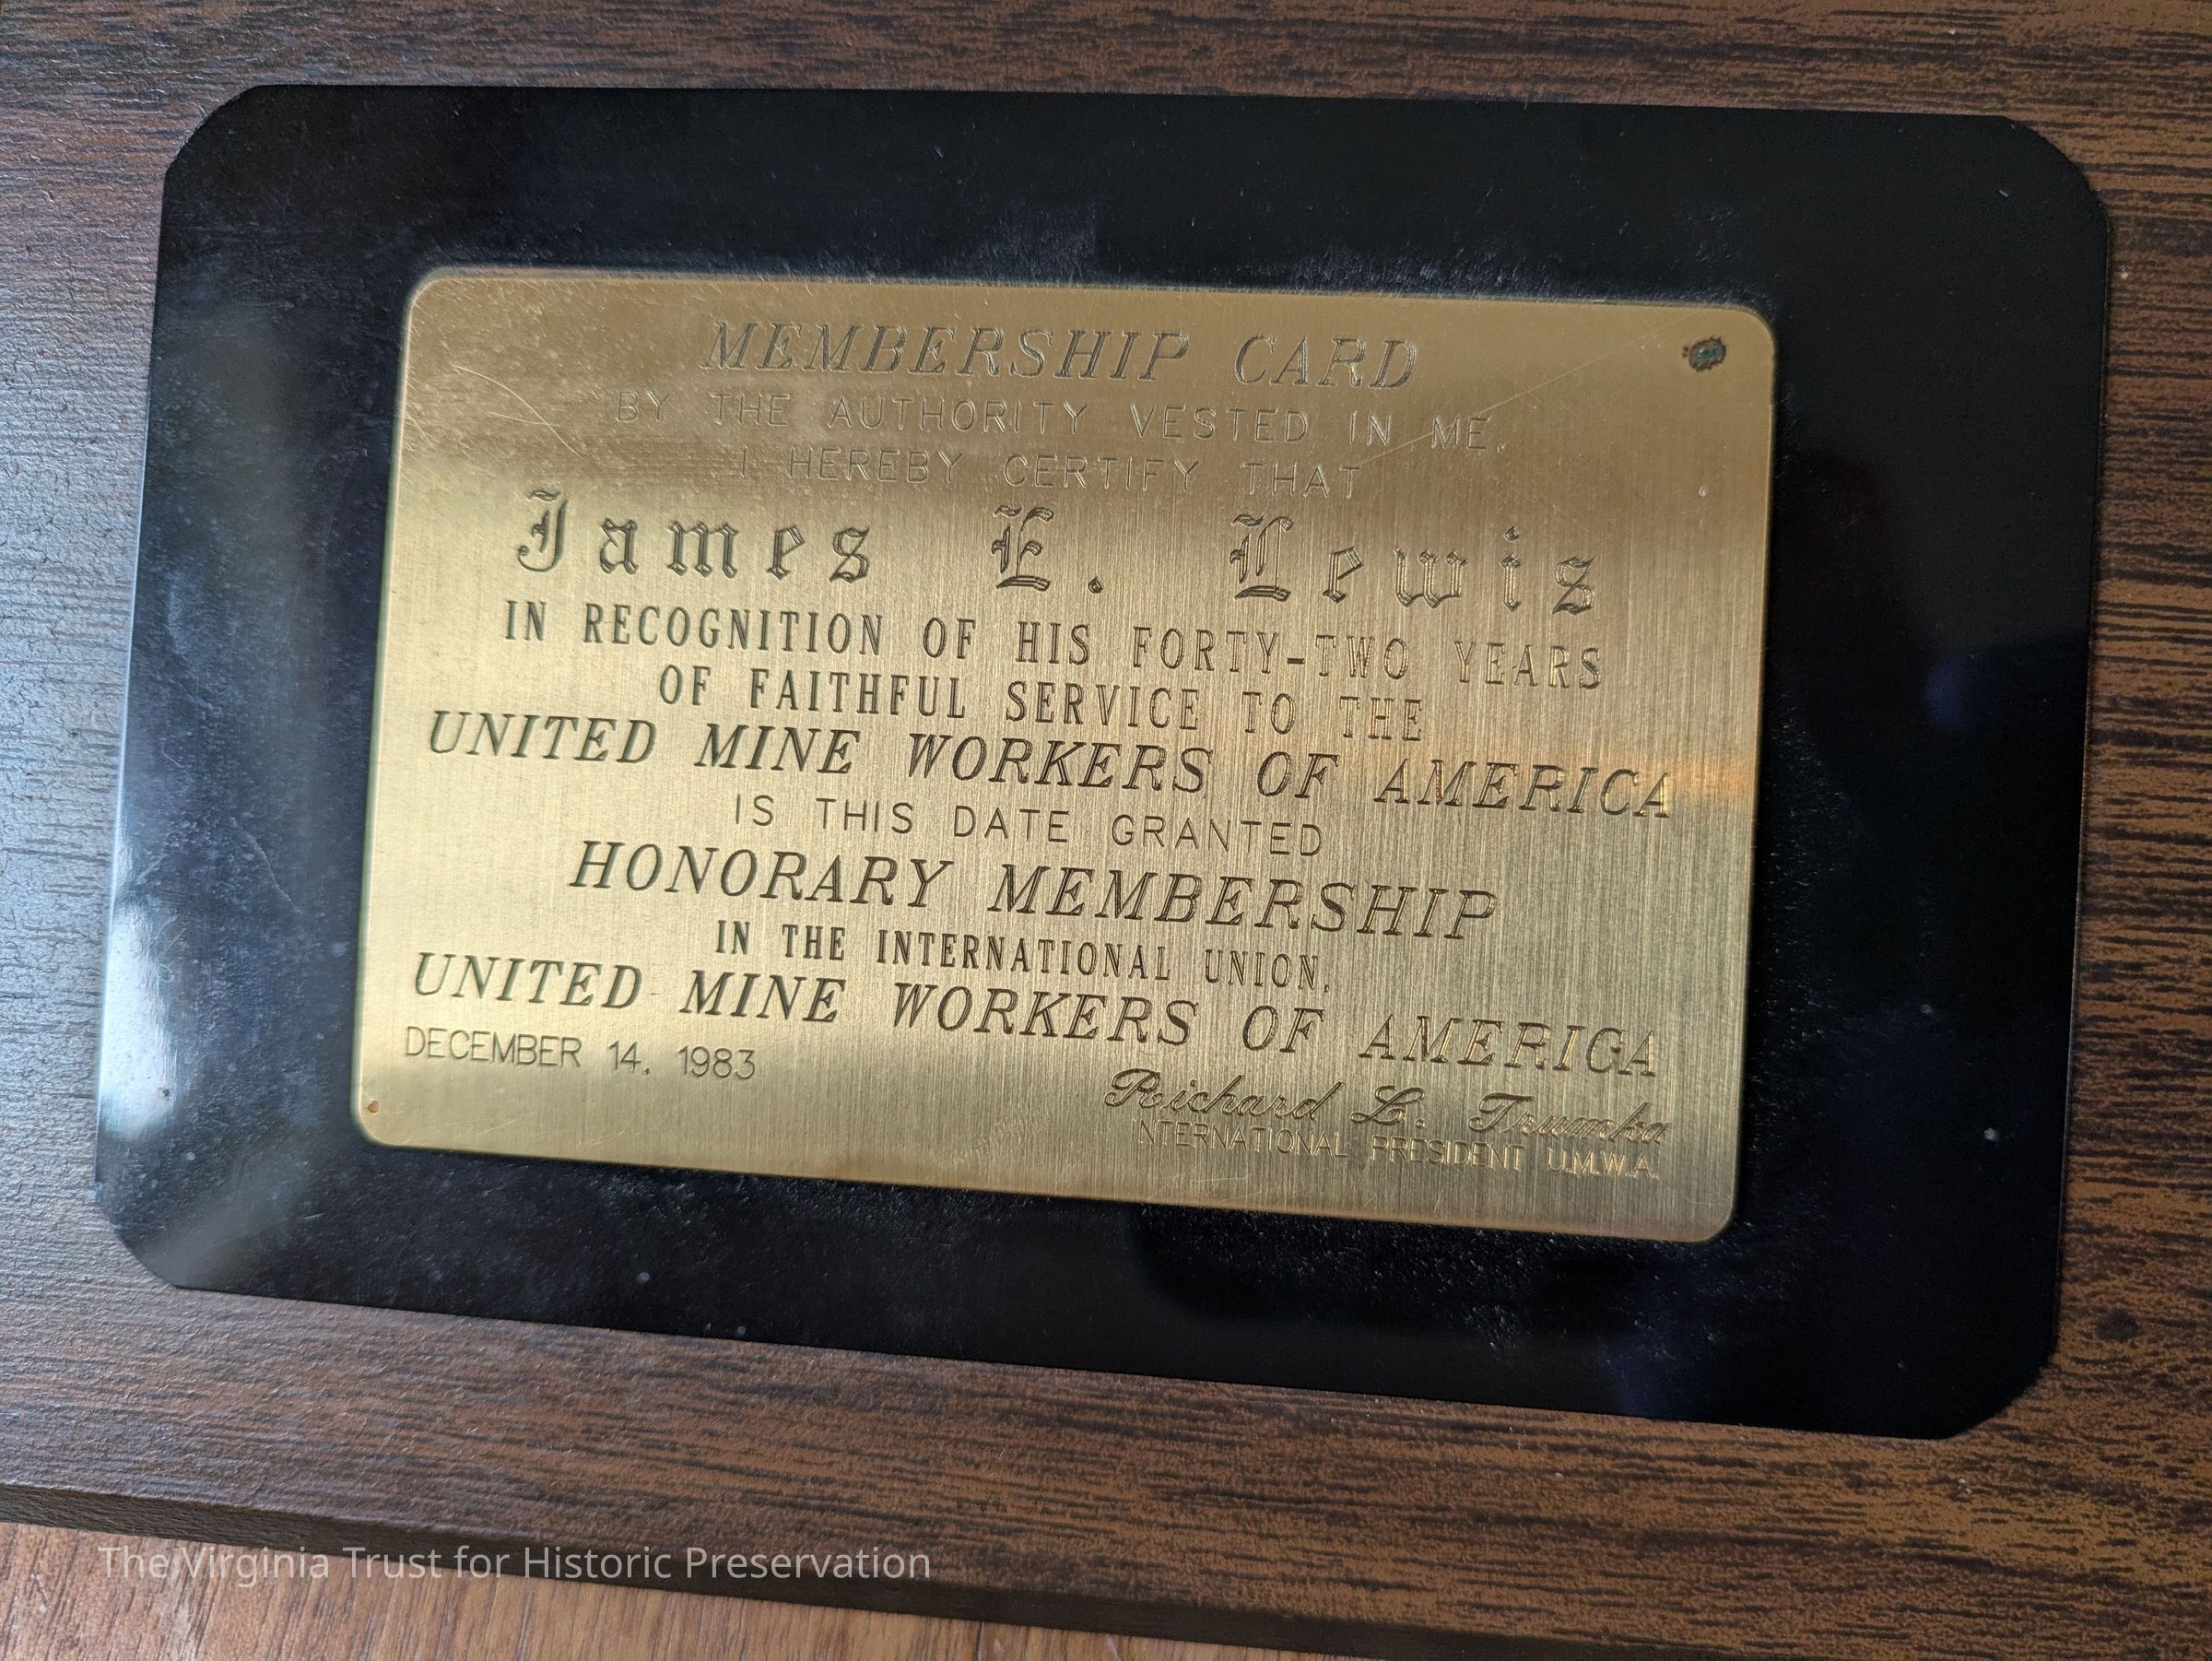 MEMBERSHIP CARD
BY THE AUTHORITY VESTED IN ME,
I HEREBY CERTIFY THAT
James E. Lewis
IN RECOGNITION OF HIS FORTY-TWO YEARS
OF FAITHFUL SERVICE TO THE
UNITED MINE WORKERS OF AMERICA
IS THIS DATE GRANTED
HONORARY MEMBERSHIP
IN THE INTERNATIONAL UNION,
UNITED MINE WORKERS OF AMERICA
DECEMBER 14, 1983
Richard L. Trumka
INTERNATIONAL PRESIDENT U.M.W.A.
The Virginia Trust for Historic Preservation